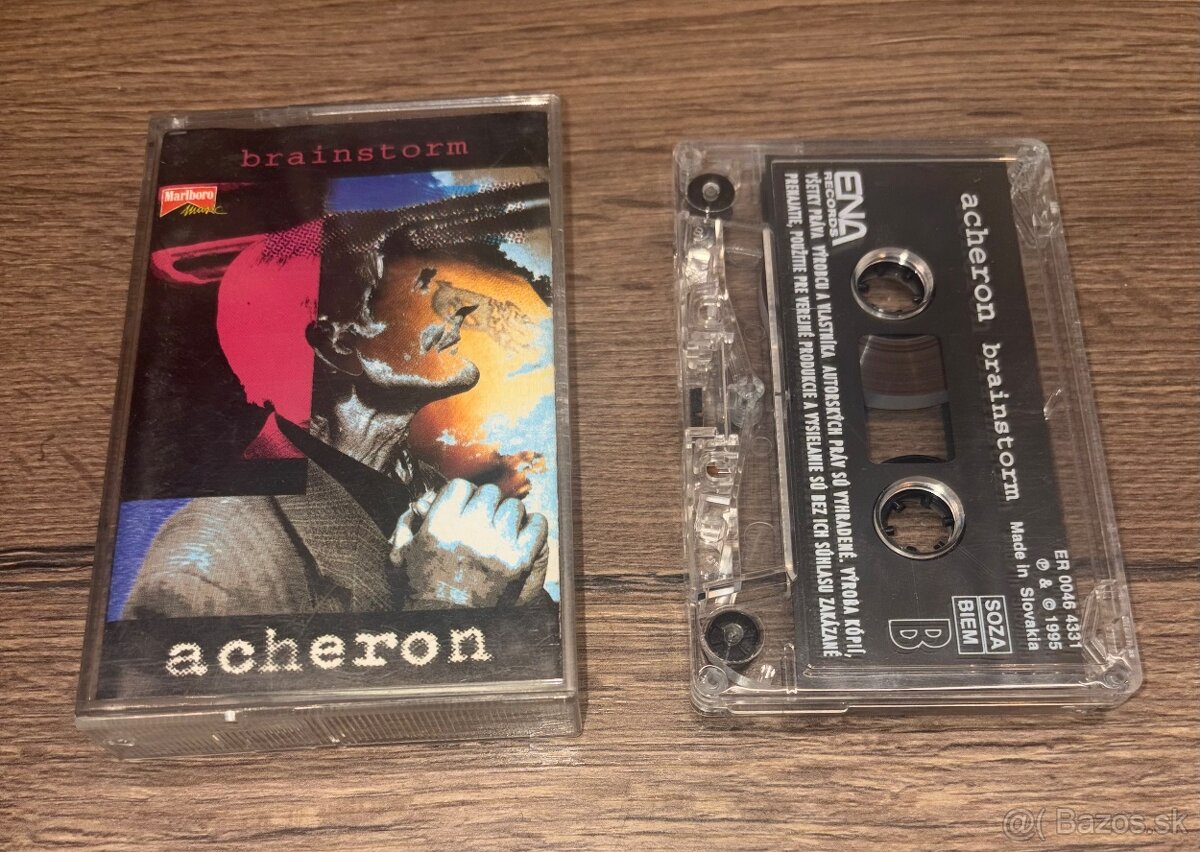 brainstorm
Marlboro
music
acheron
acheron brainstorm
Made in Slovakia
ER 0046 4331
℗ & © 1995
SOZA
BIEM
B
ENA
RECORDS
VŠETKY PRÁVA VÝROBCU A VLASTNÍKA AUTORSKÝCH PRÁV SÚ VYHRADENÉ. VÝROBA KÓPIÍ,
PREHRAJTIE, POUŽITIE PRE VEREJNÉ PRODUKCIE A VYSIELANIE SÚ BEZ ICH SÚHLASU ZAKÁZANÉ
@( Bazos.sk